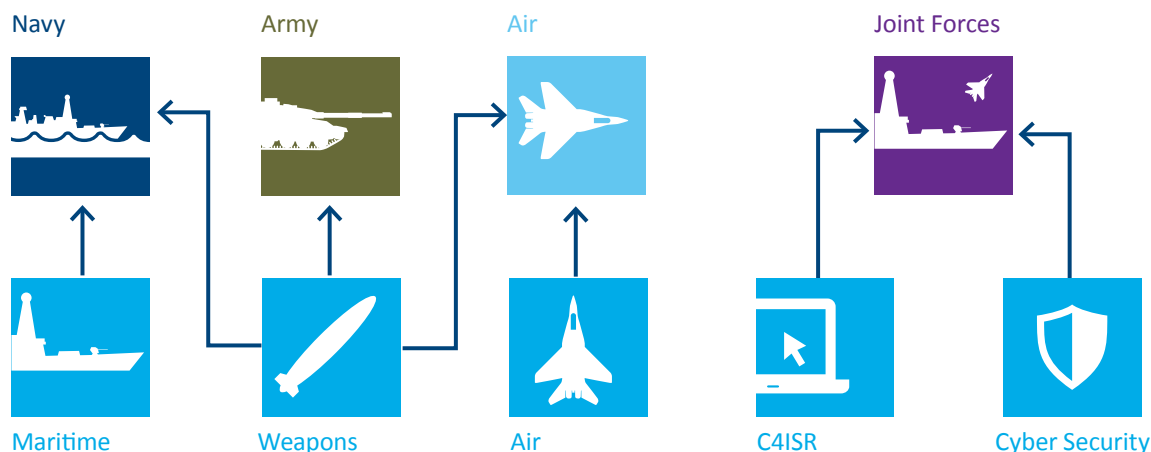 Navy
Army
Air
Joint Forces
Maritime
Weapons
Air
C4ISR
Cyber Security